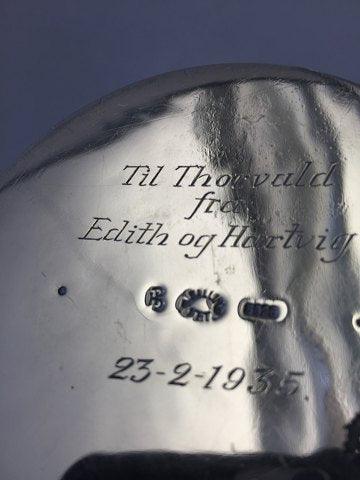 Til Thorvald
fra
Edith og Hartvig
23-2-1935.